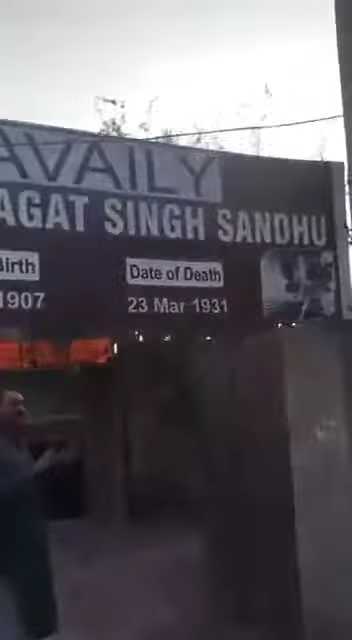 AVAILY
AGAT SINGH SANDHU
Birth
Date of Death
1907
23 Mar 1931